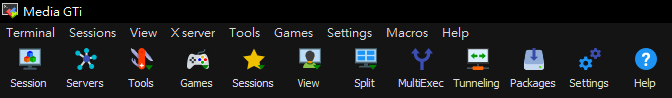 Media GTi
Terminal Sessions View X server Tools Games Settings Macros Help
Session Servers Tools Games Sessions View Split MultiExec Tunneling Packages Settings Help